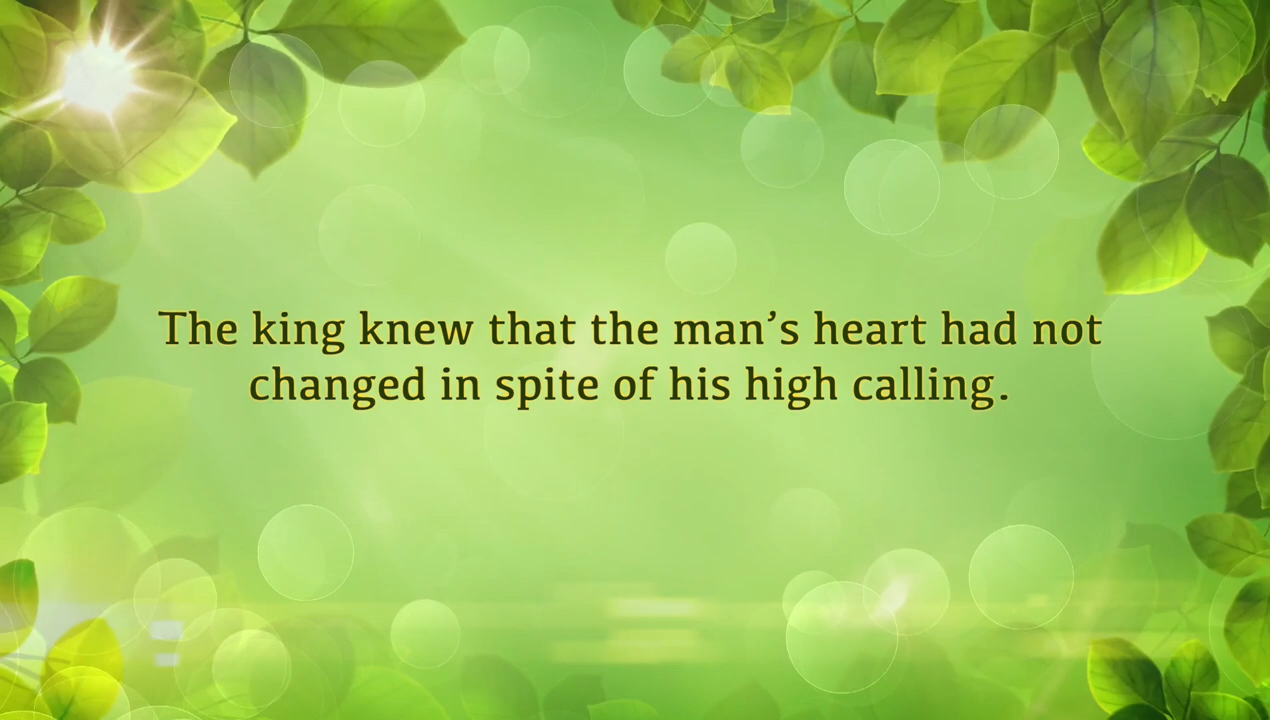 The king knew that the man’s heart had not
changed in spite of his high calling.